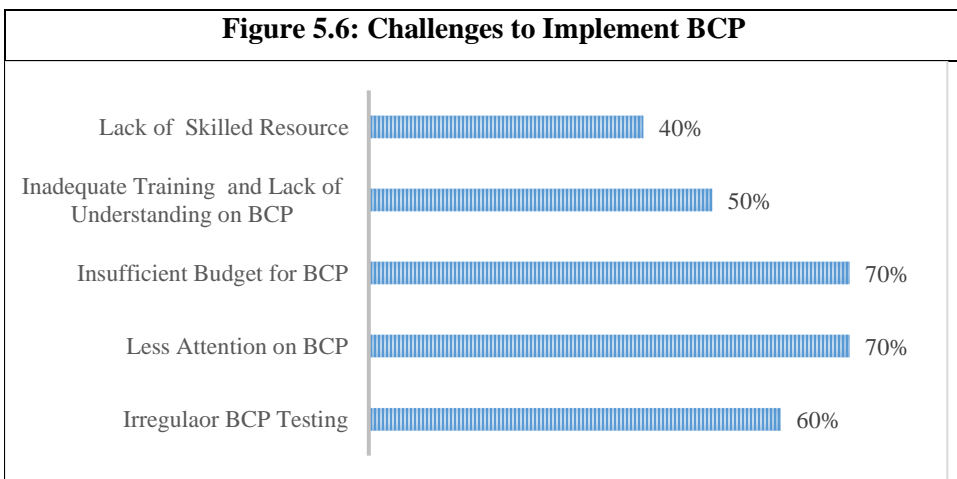 Figure 5.6: Challenges to Implement BCP
Lack of Skilled Resource
40%
Inadequate Training and Lack of
Understanding on BCP
50%
Insufficient Budget for BCP
70%
Less Attention on BCP
70%
Irregulaor BCP Testing
60%